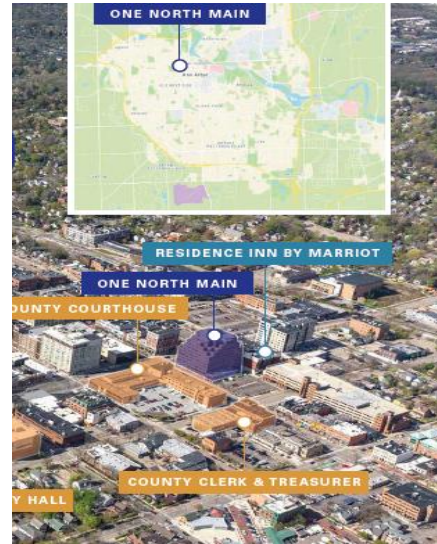 ONE NORTH MAIN
RESIDENCE INN BY MARRIOT
ONE NORTH MAIN
OUNTY COURTHOUSE
COUNTY CLERK & TREASURER
Y HALL